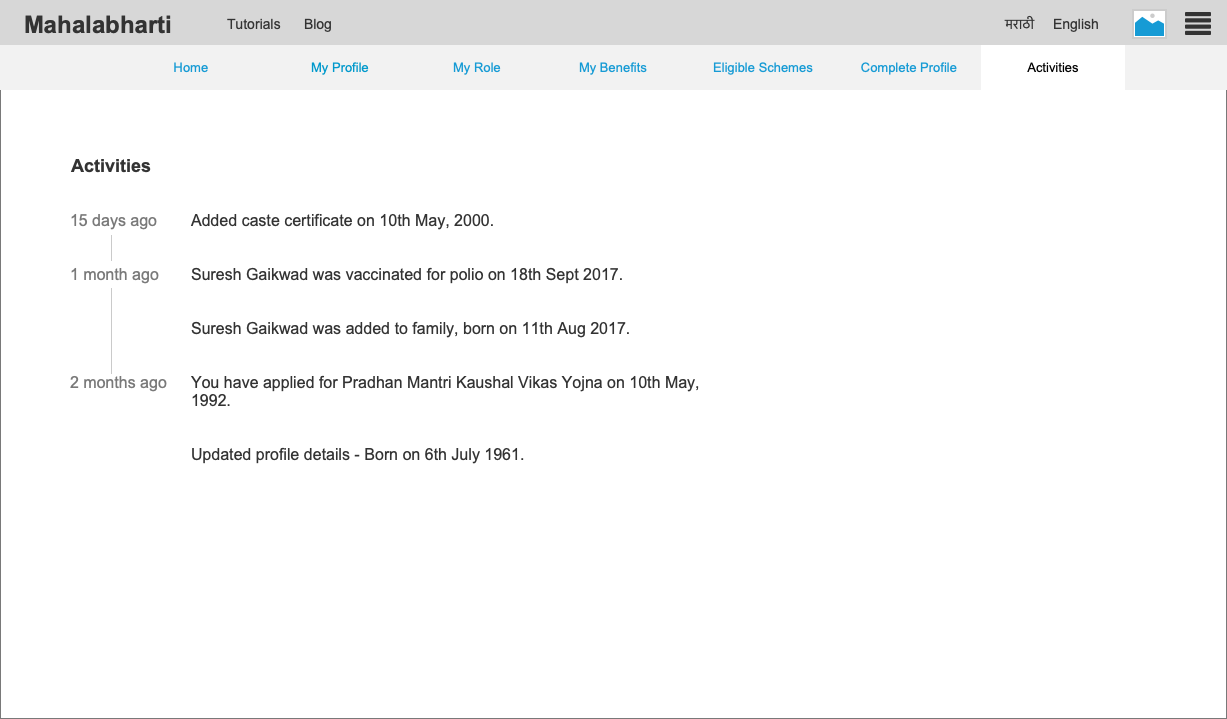 Mahalabharti
Tutorials Blog
मराठी English
Home My Profile My Role My Benefits Eligible Schemes Complete Profile Activities
Activities
15 days ago Added caste certificate on 10th May, 2000.
1 month ago Suresh Gaikwad was vaccinated for polio on 18th Sept 2017.
Suresh Gaikwad was added to family, born on 11th Aug 2017.
2 months ago You have applied for Pradhan Mantri Kaushal Vikas Yojna on 10th May,
1992.
Updated profile details - Born on 6th July 1961.